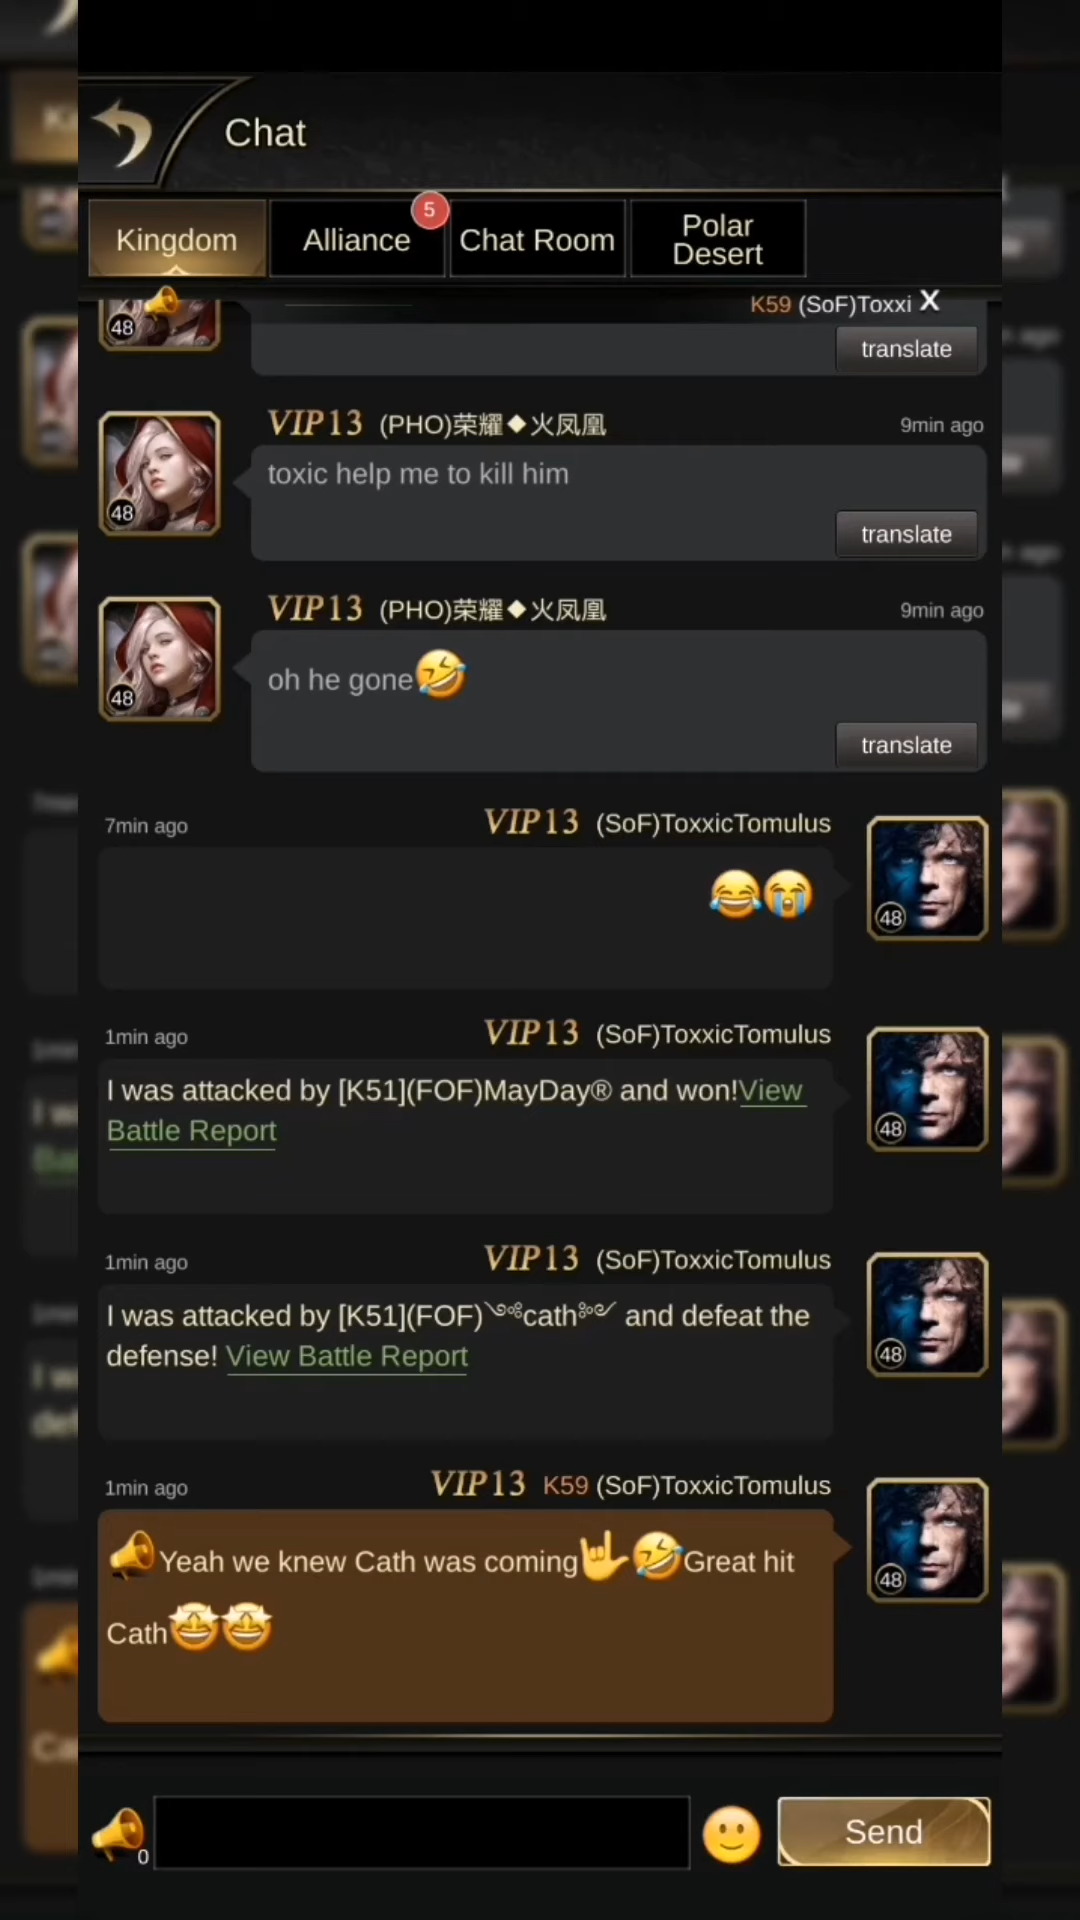 Chat
Kingdom
Alliance
5
Chat Room
Polar
Desert
48
K59 (SoF)Toxxi X
translate
VIP13 (PHO)荣耀◆火凤凰
9min ago
48
toxic help me to kill him
translate
VIP13 (PHO)荣耀◆火凤凰
9min ago
48
oh he gone🤣
translate
7min ago
VIP13 (SoF)ToxxicTomulus
😂😭
48
1min ago
VIP13 (SoF)ToxxicTomulus
I was attacked by [K51](FOF)MayDay® and won!View
Battle Report
48
1min ago
VIP13 (SoF)ToxxicTomulus
I was attacked by [K51](FOF)༺cath༻ and defeat the
defense! View Battle Report
48
1min ago
VIP13 K59 (SoF)ToxxicTomulus
Yeah we knew Cath was coming🤟🤣Great hit
Cath🤩🤩
48
0
Send